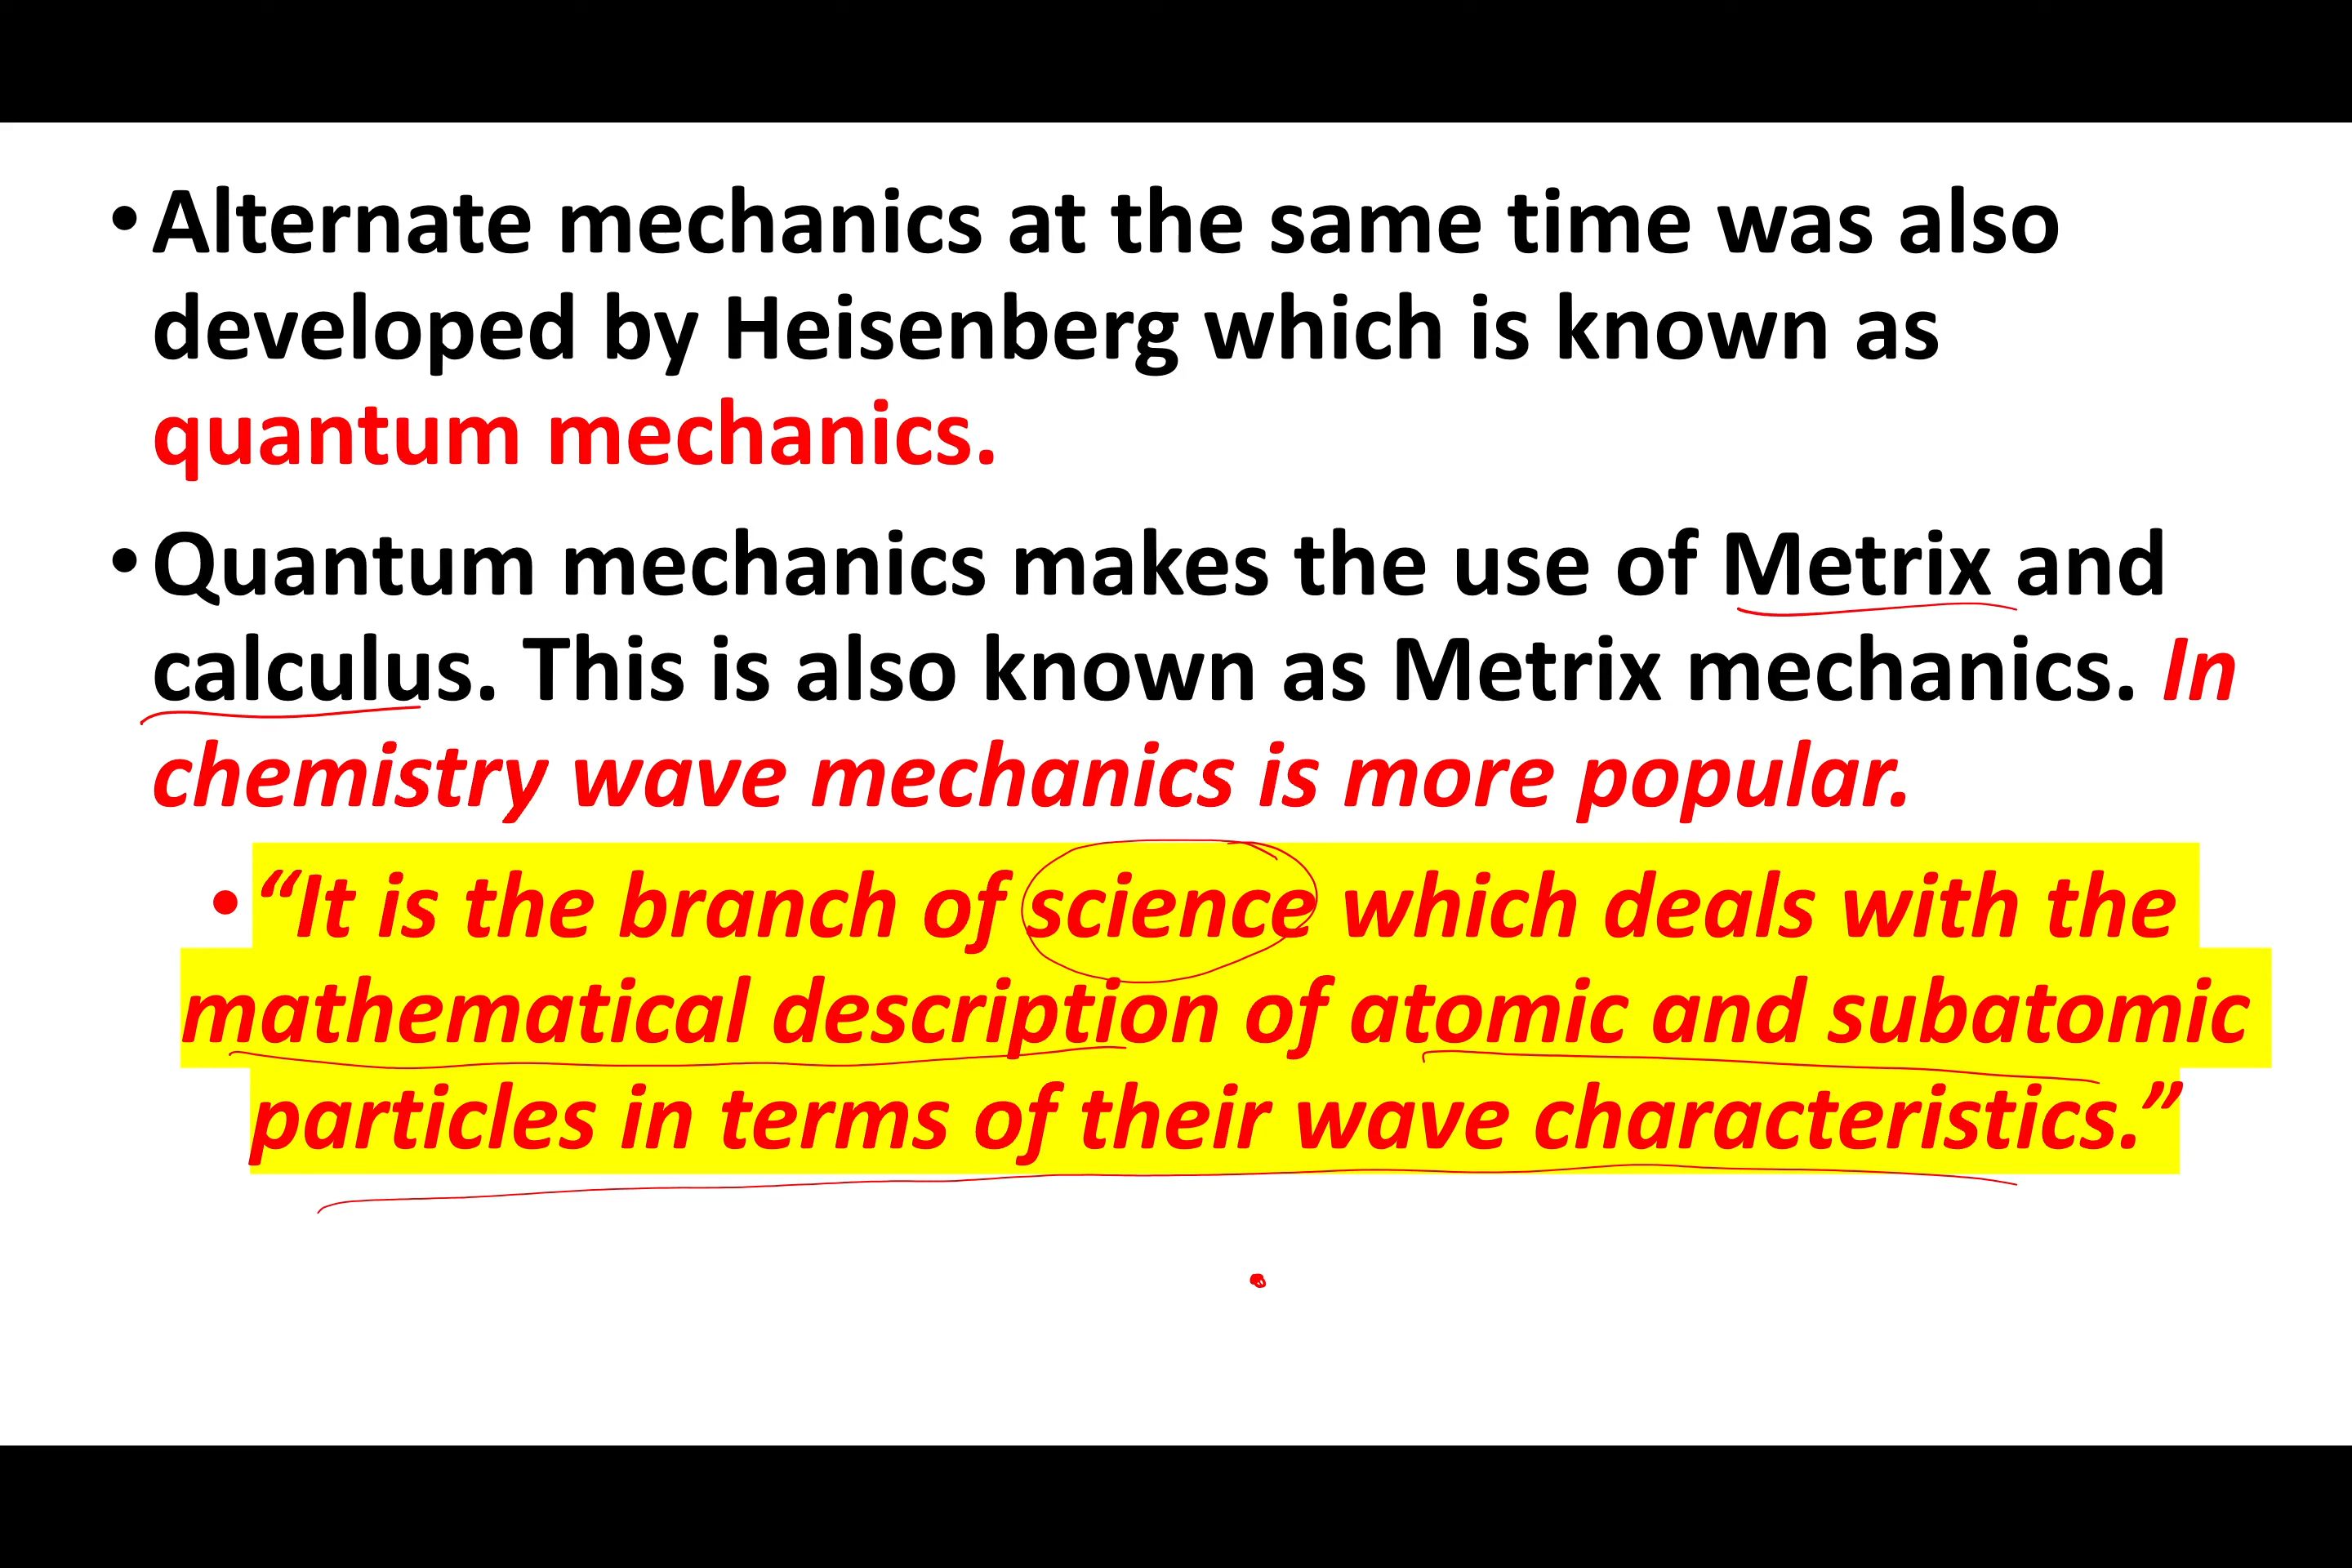 • Alternate mechanics at the same time was also
developed by Heisenberg which is known as
quantum mechanics.
• Quantum mechanics makes the use of Metrix and
calculus. This is also known as Metrix mechanics. In
chemistry wave mechanics is more popular.
• “It is the branch of science which deals with the
mathematical description of atomic and subatomic
particles in terms of their wave characteristics.”